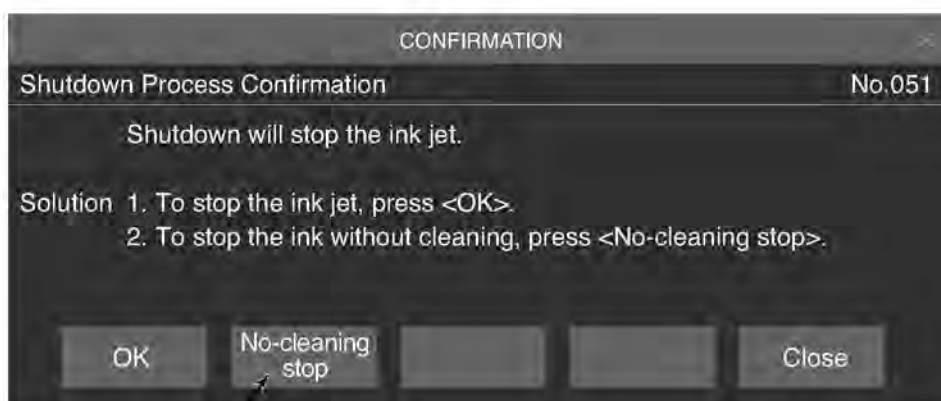 CONFIRMATION
Shutdown Process Confirmation No.051
Shutdown will stop the ink jet.
Solution 1. To stop the ink jet, press <OK>.
2. To stop the ink without cleaning, press <No-cleaning stop>.
OK
No-cleaning
stop
Close